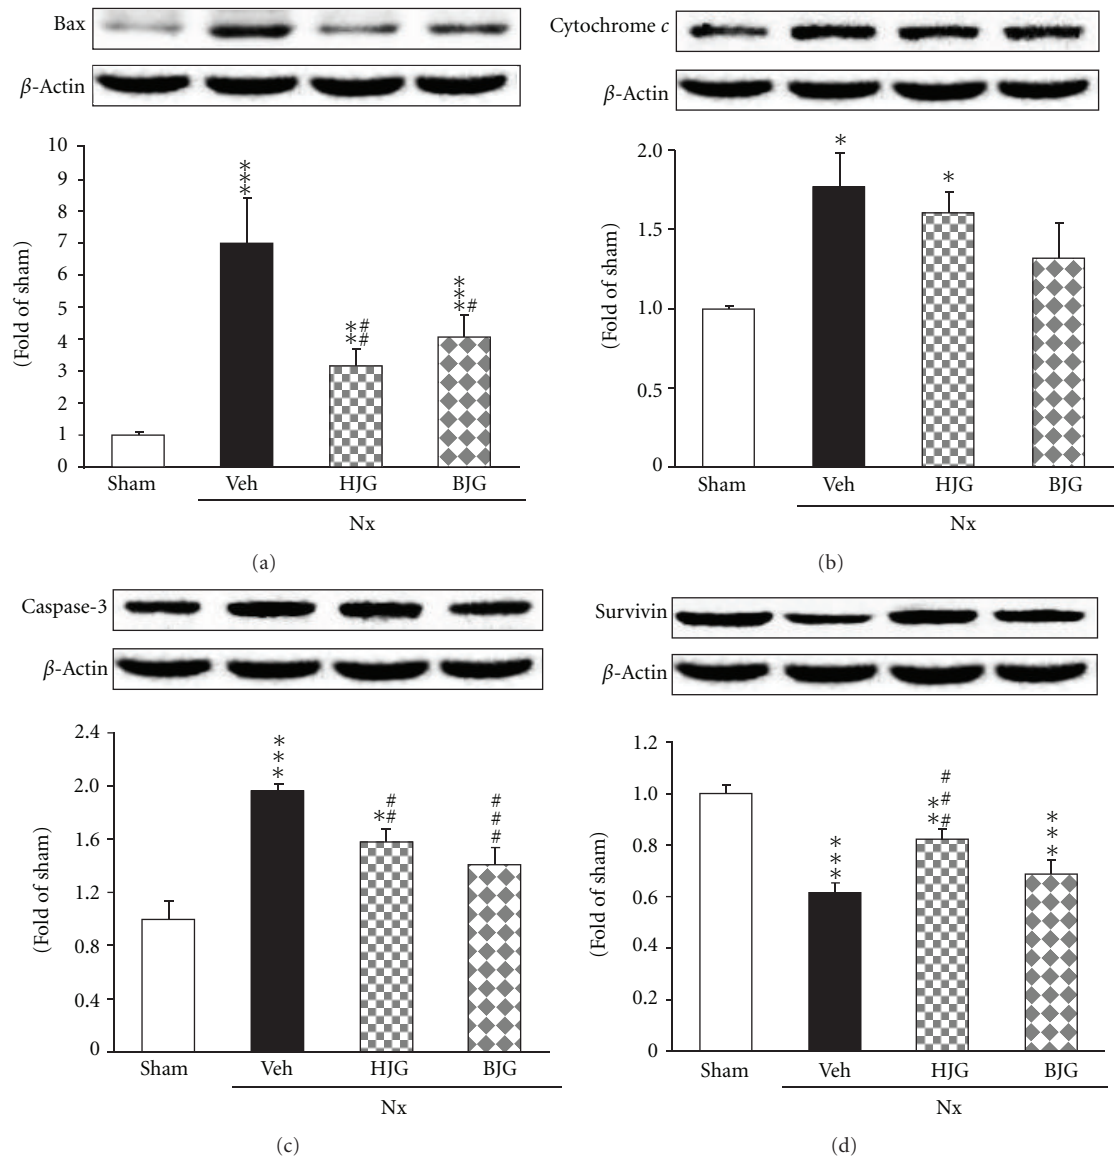 Bax
β-Actin
10
9
8
7
6
5
4
3
2
1
0
(Fold of sham)
***
**
##
***#
Sham Veh HJG BJG
Nx
(a)
Cytochrome c
β-Actin
2.0
1.5
1.0
0.5
0
(Fold of sham)
*
*
Sham Veh HJG BJG
Nx
(b)
Caspase-3
β-Actin
2.4
2.0
1.6
1.2
0.8
0.4
0
(Fold of sham)
***
*##
###
Sham Veh HJG BJG
Nx
(c)
Survivin
β-Actin
1.2
1.0
0.8
0.6
0.4
0.2
0
(Fold of sham)
***
**
###
***
Sham Veh HJG BJG
Nx
(d)